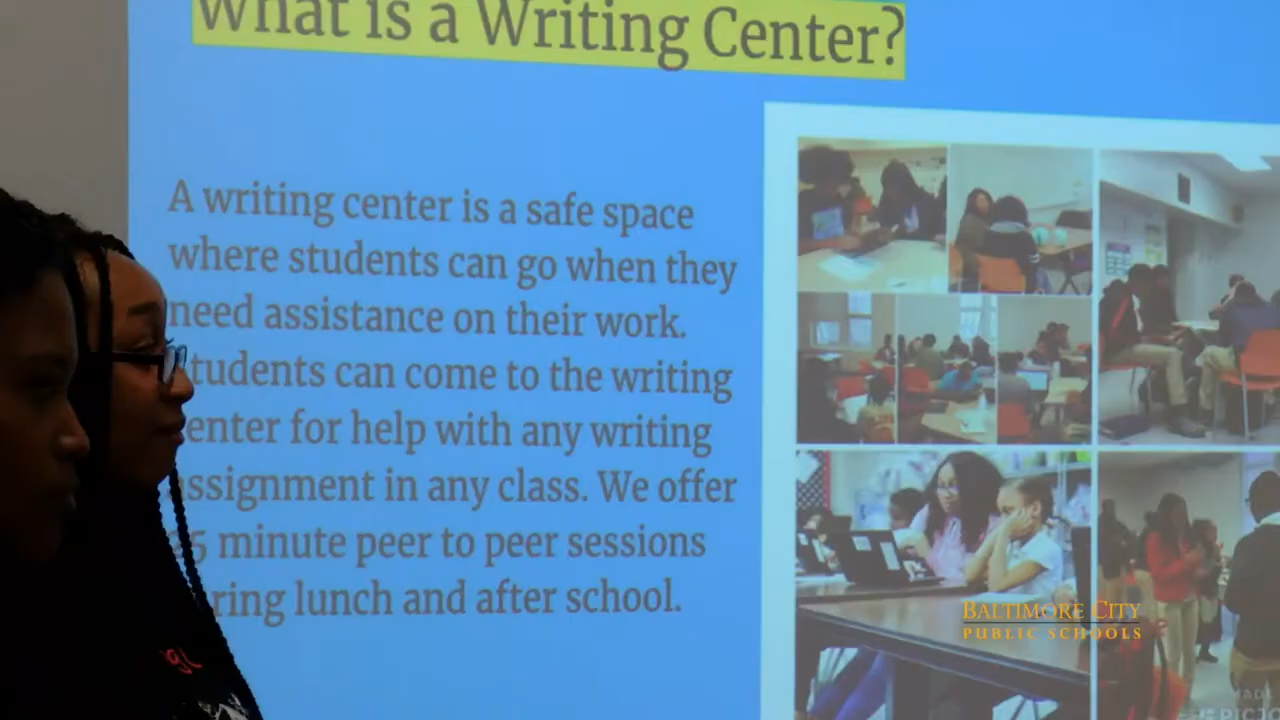 What is a Writing Center?
A writing center is a safe space
where students can go when they
need assistance on their work.
tudents can come to the writing
enter for help with any writing
ssignment in any class. We offer
5 minute peer to peer sessions
ring lunch and after school.
BALTIMORE CITY
PUBLIC SCHOOLS
MADE